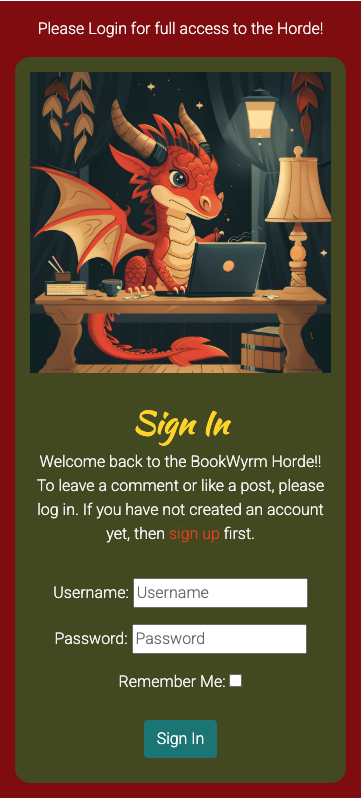 Please Login for full access to the Horde!
Sign In
Welcome back to the BookWyrm Horde!!
To leave a comment or like a post, please
log in. If you have not created an account
yet, then sign up first.
Username: Username
Password: Password
Remember Me:
Sign In